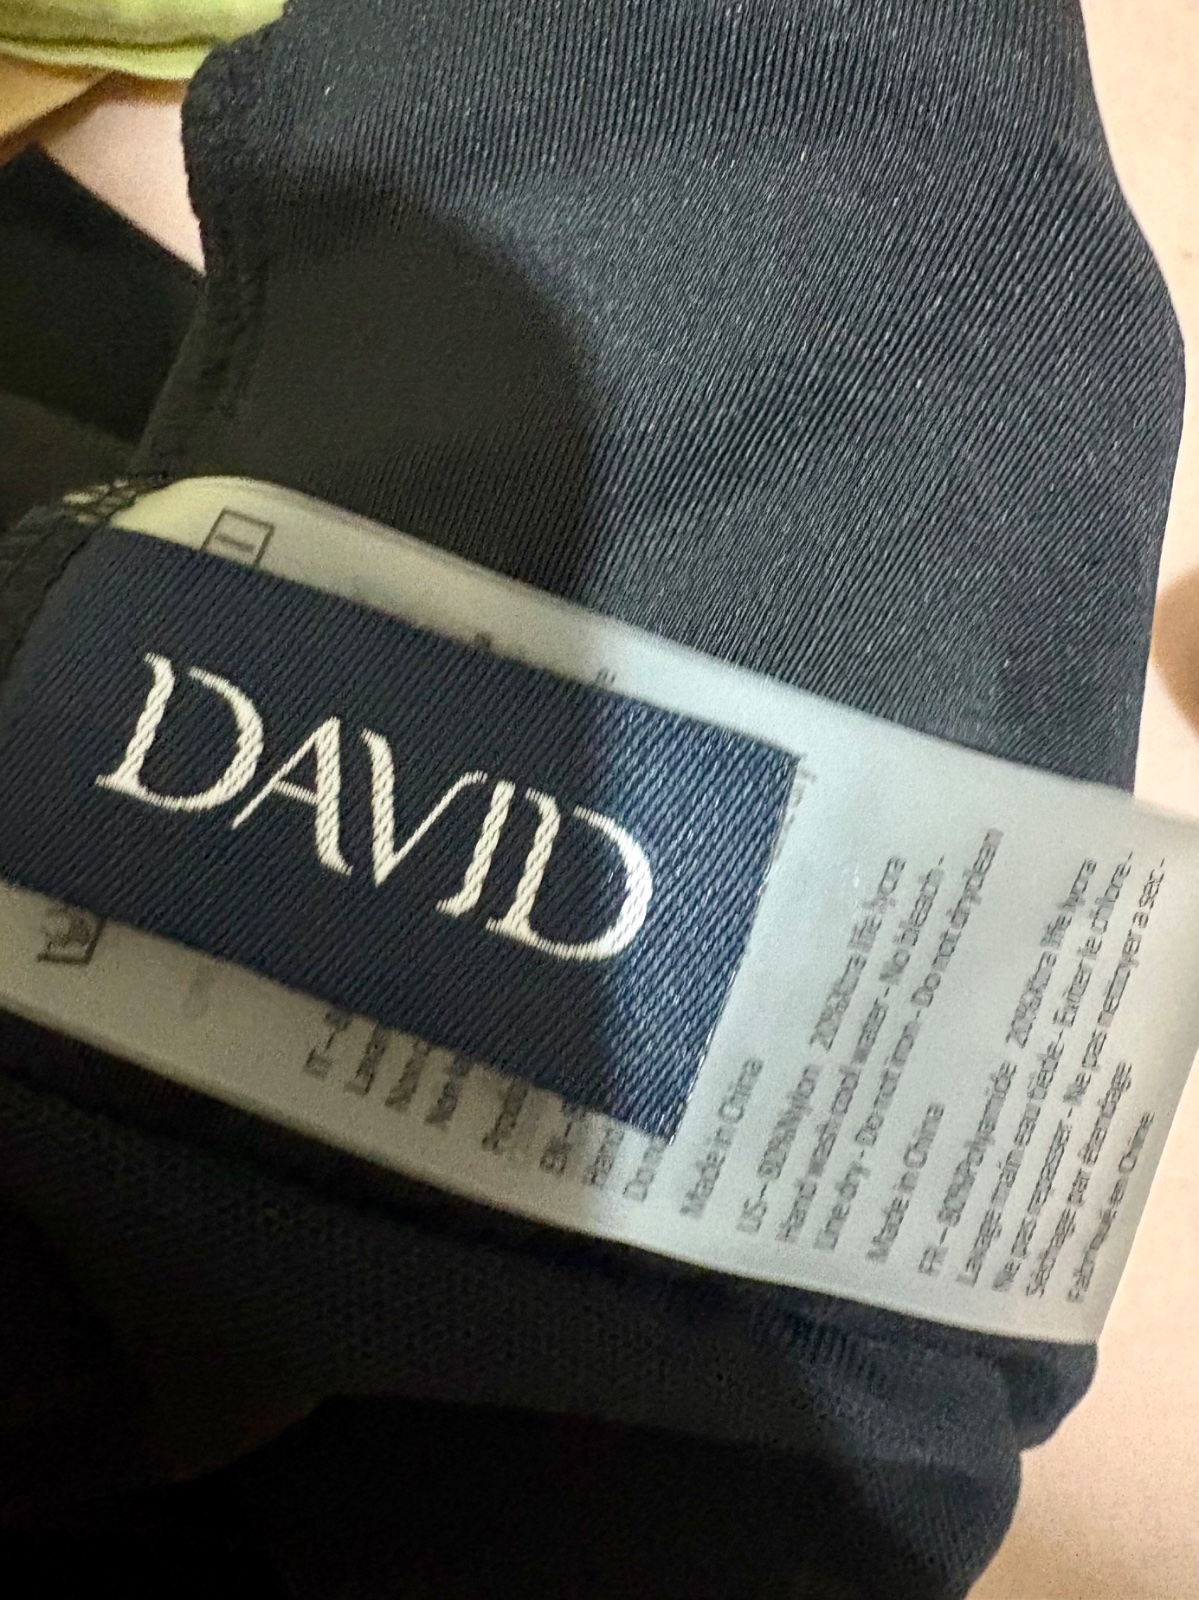 DAVID
IT -
Made in China
US - 80%Nylon 20%Xtra life lycra
Hand wash cool water - No bleach -
Line dry - Do not iron - Do not dryclean
Made in China
FR - 80%Polyamide 20%Xtra life lycra
Lavage main eau tiède - Eviter le chlore -
Ne pas repasser - Ne pas nettoyer a sec -
Séchage par étendage
Fabriqué en Chine